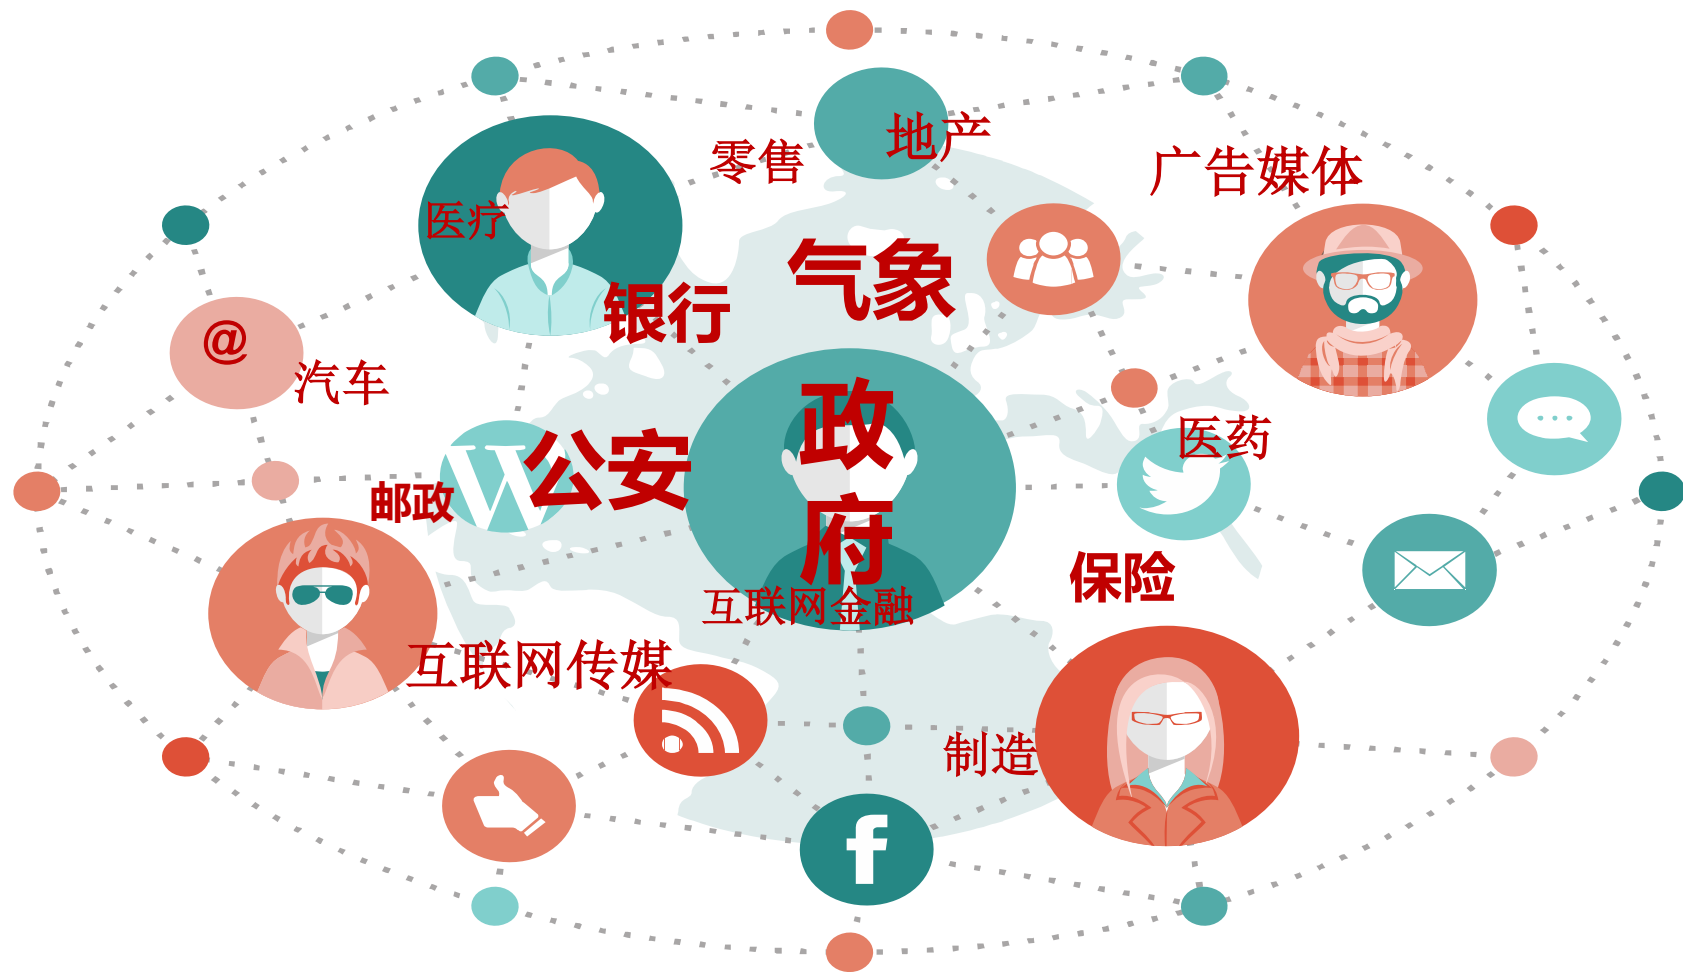 地产
零售
广告媒体
医疗
气象
银行
@
汽车
政
府
医药
公安
邮政
W
保险
互联网金融
互联网传媒
制造
f